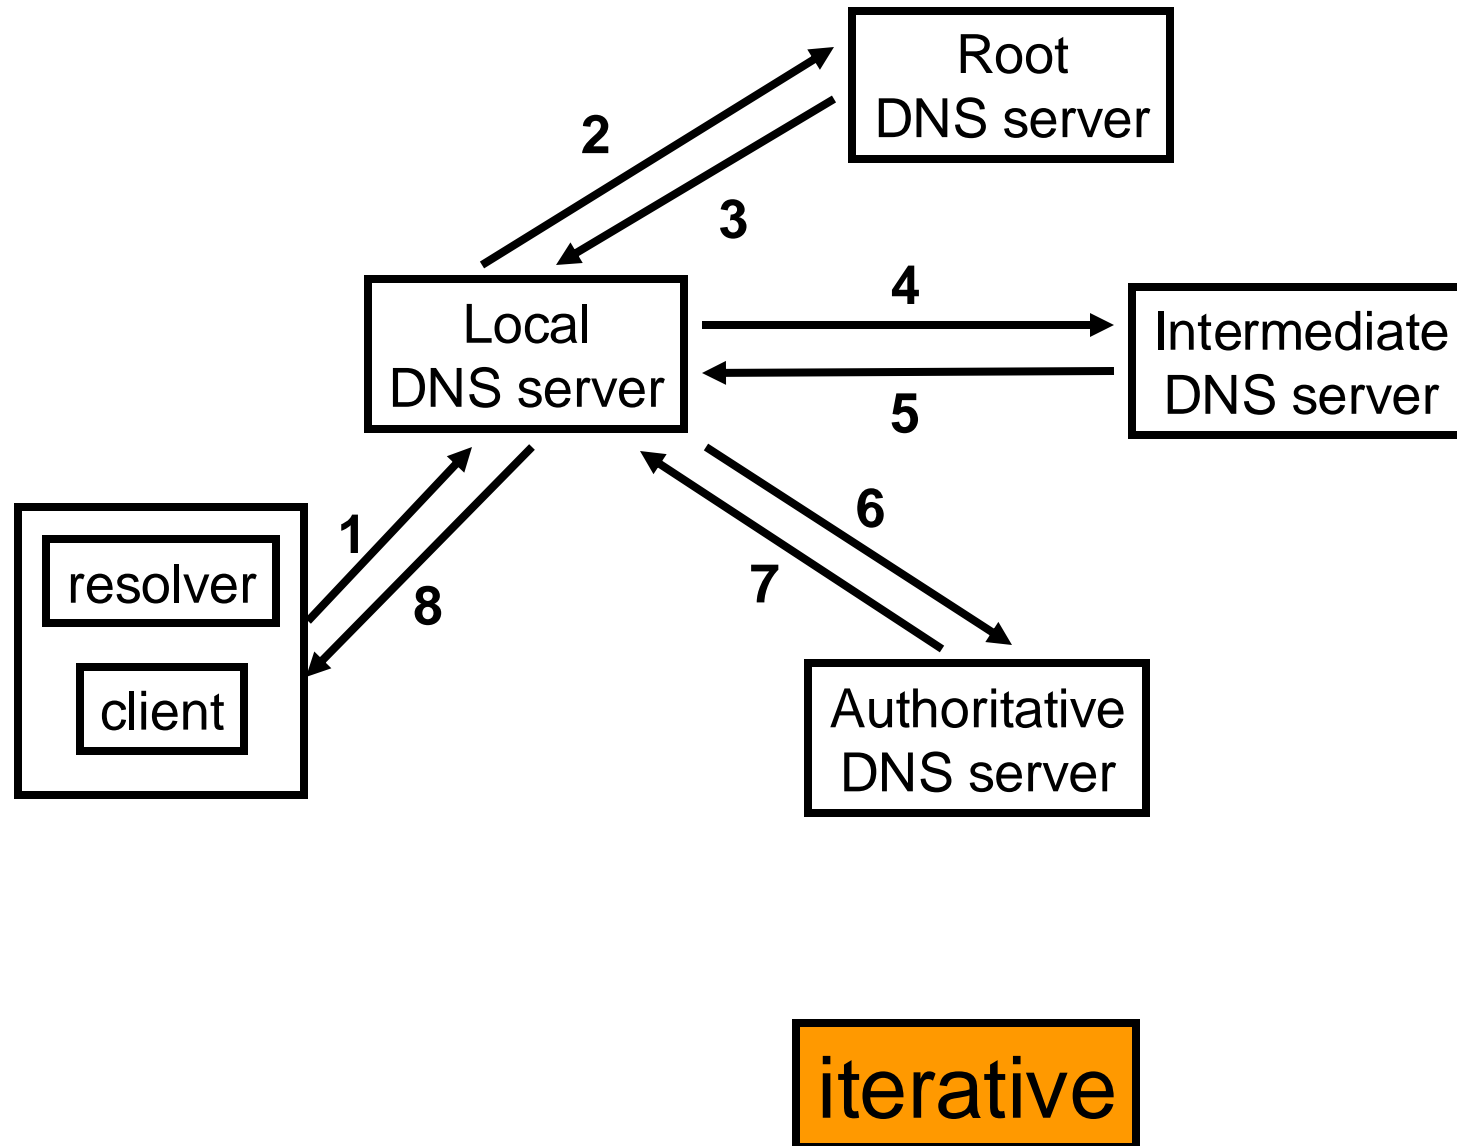 Root
DNS server
2
3
Local
DNS server
4
Intermediate
DNS server
5
1
resolver
8
client
6
7
Authoritative
DNS server
iterative